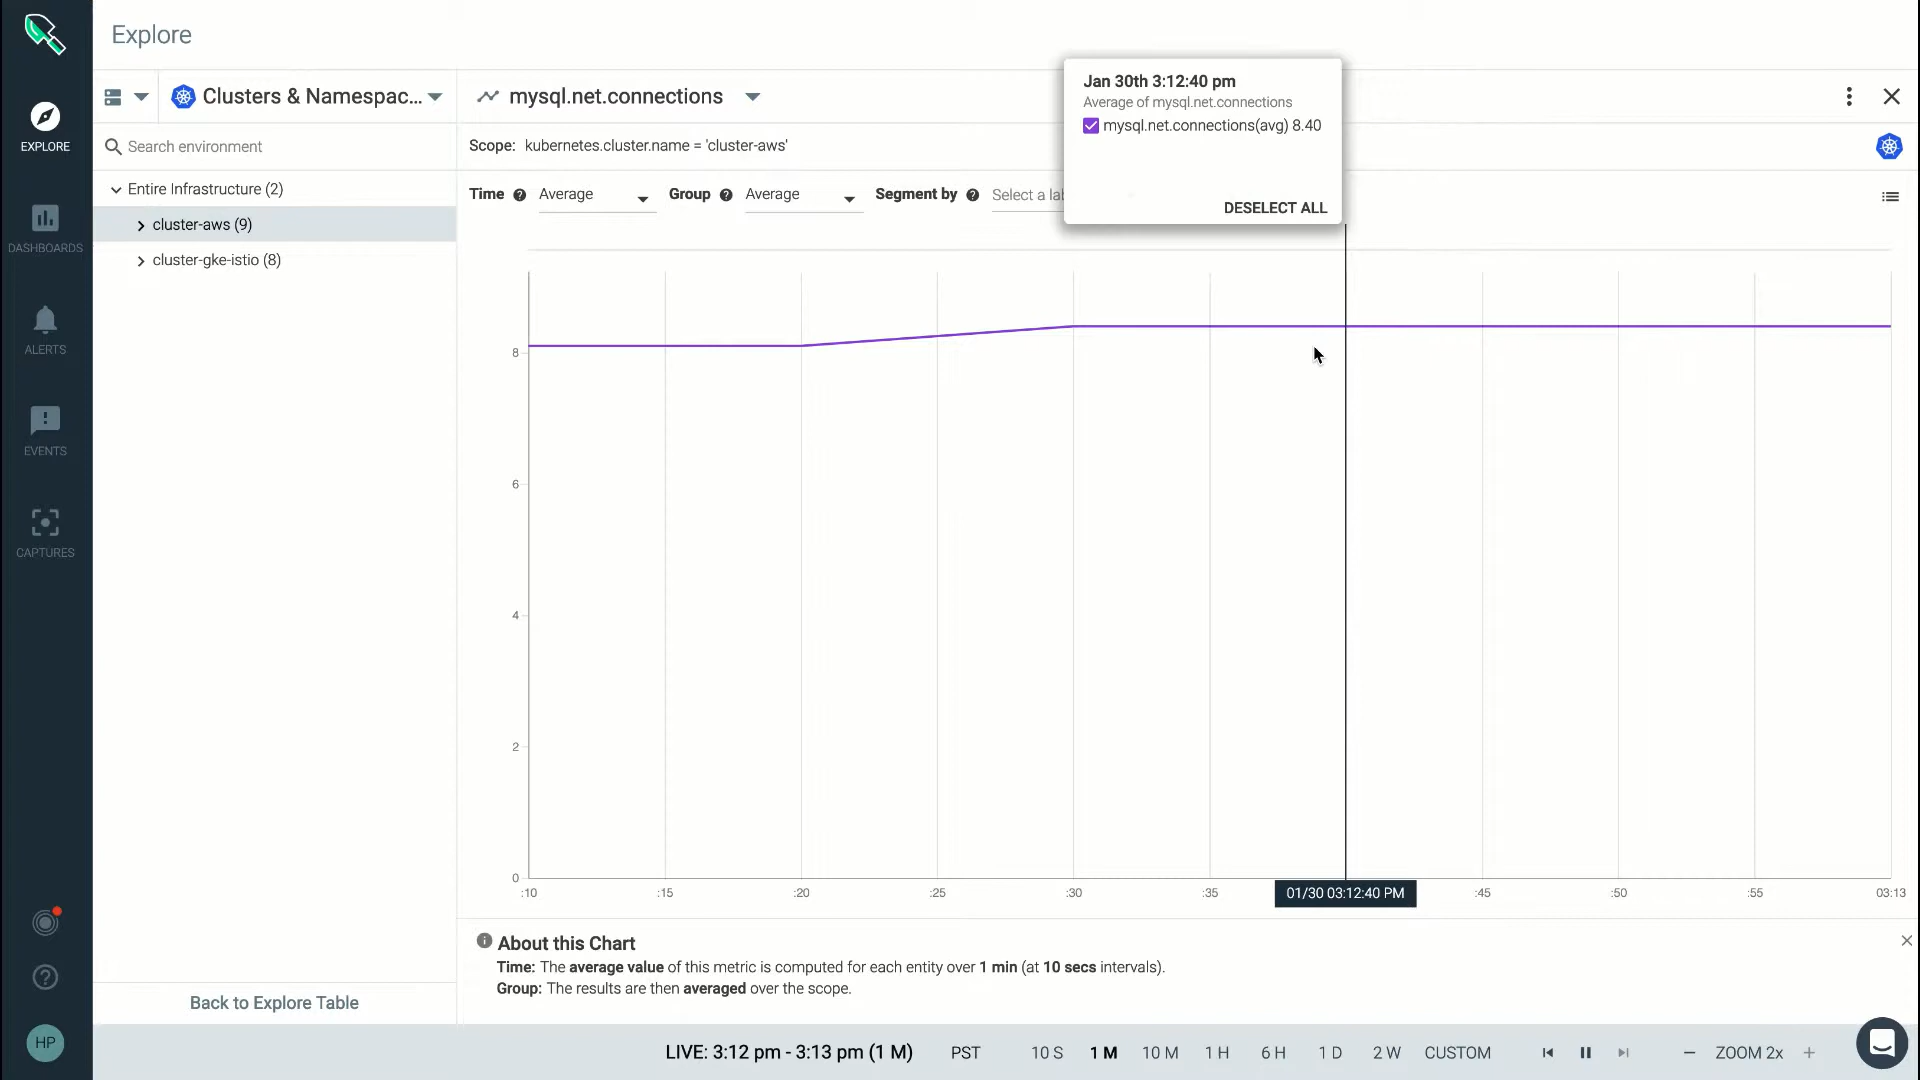 Explore
EXPLORE
DASHBOARDS
ALERTS
EVENTS
CAPTURES
HP
Clusters & Namespac...
Search environment
Entire Infrastructure (2)
cluster-aws (9)
cluster-gke-istio (8)
Back to Explore Table
mysql.net.connections
Scope: kubernetes.cluster.name = 'cluster-aws'
Time Average Group Average Segment by Select a la
Jan 30th 3:12:40 pm
Average of mysql.net.connections
mysql.net.connections(avg) 8.40
DESELECT ALL
8
6
4
2
0
:10 :15 :20 :25 :30 :35 01/30 03:12:40 PM :45 :50 :55 03:13
About this Chart
Time: The average value of this metric is computed for each entity over 1 min (at 10 secs intervals).
Group: The results are then averaged over the scope.
LIVE: 3:12 pm - 3:13 pm (1 M) PST 10 S 1 M 10 M 1 H 6 H 1 D 2 W CUSTOM ZOOM 2x